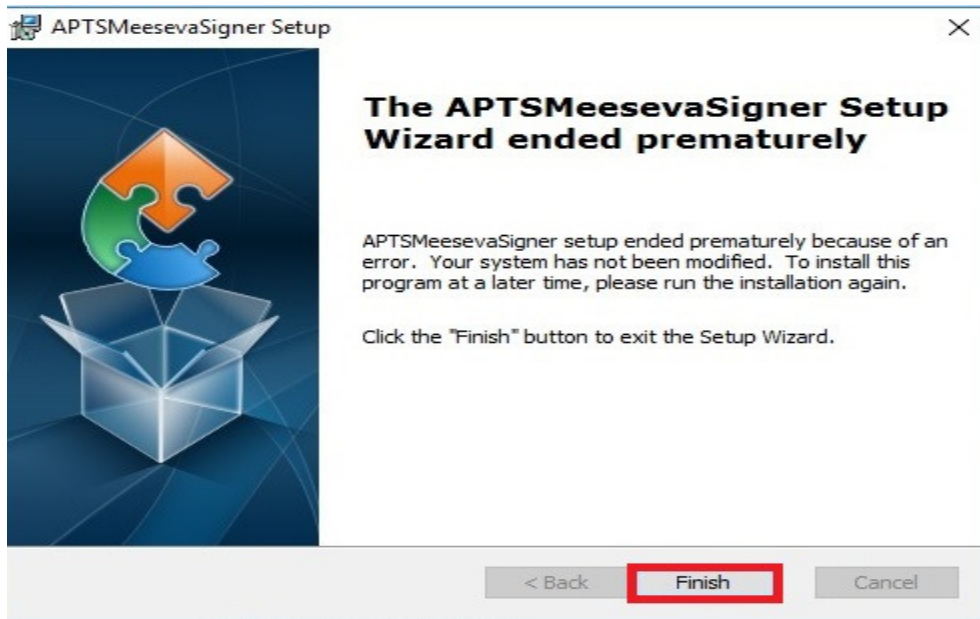 APTSMeesevaSigner Setup
The APTSMeesevaSigner Setup
Wizard ended prematurely
APTSMeesevaSigner setup ended prematurely because of an
error. Your system has not been modified. To install this
program at a later time, please run the installation again.
Click the "Finish" button to exit the Setup Wizard.
< Back Finish Cancel